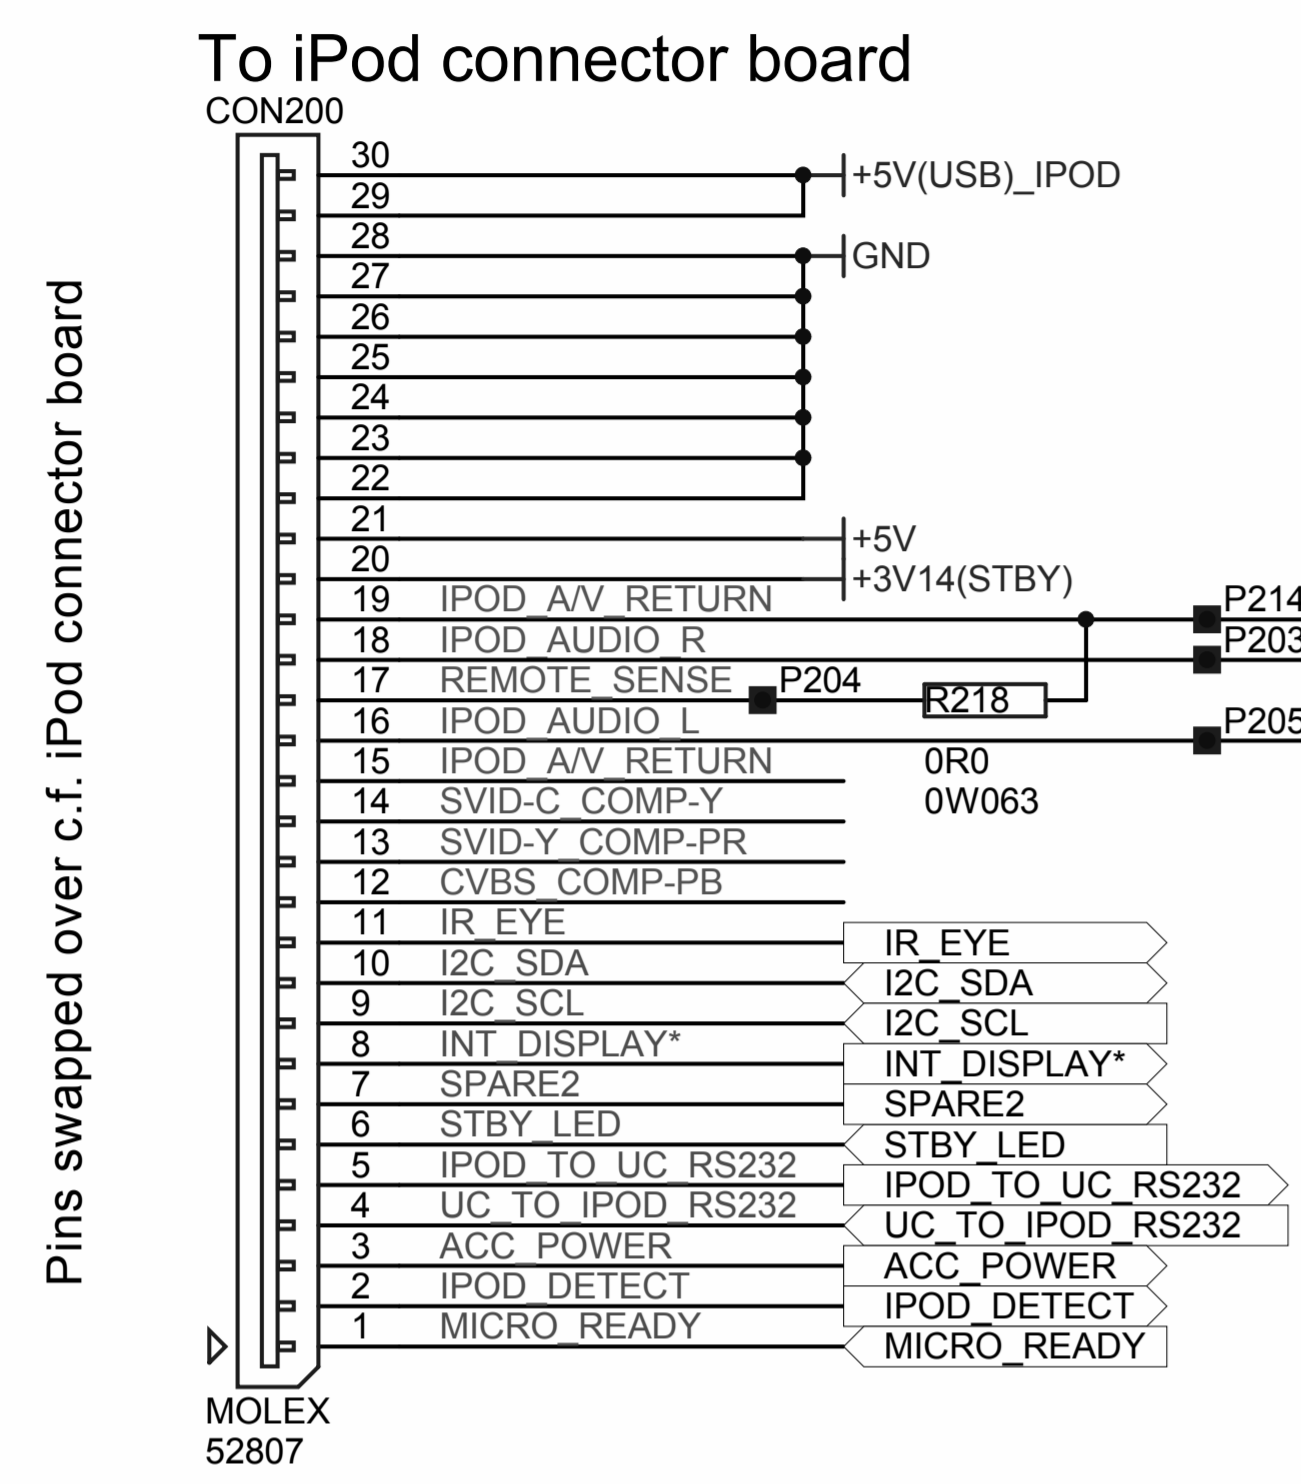 To iPod connector board
CON200
Pins swapped over c.f. iPod connector board
30
+5V(USB)_IPOD
29
28
GND
27
26
25
24
23
22
21
+5V
20
+3V14(STBY)
19 IPOD_A/V_RETURN
P214
18 IPOD_AUDIO_R
P203
17 REMOTE_SENSE P204
R218
16 IPOD_AUDIO_L
P205
15 IPOD_A/V_RETURN
0R0
14 SVID-C_COMP-Y
0W063
13 SVID-Y_COMP-PR
12 CVBS_COMP-PB
11 IR_EYE
IR_EYE
10 I2C_SDA
I2C_SDA
9 I2C_SCL
I2C_SCL
8 INT_DISPLAY*
INT_DISPLAY*
7 SPARE2
SPARE2
6 STBY_LED
STBY_LED
5 IPOD_TO_UC_RS232
IPOD_TO_UC_RS232
4 UC_TO_IPOD_RS232
UC_TO_IPOD_RS232
3 ACC_POWER
ACC_POWER
2 IPOD_DETECT
IPOD_DETECT
1 MICRO_READY
MICRO_READY
MOLEX
52807